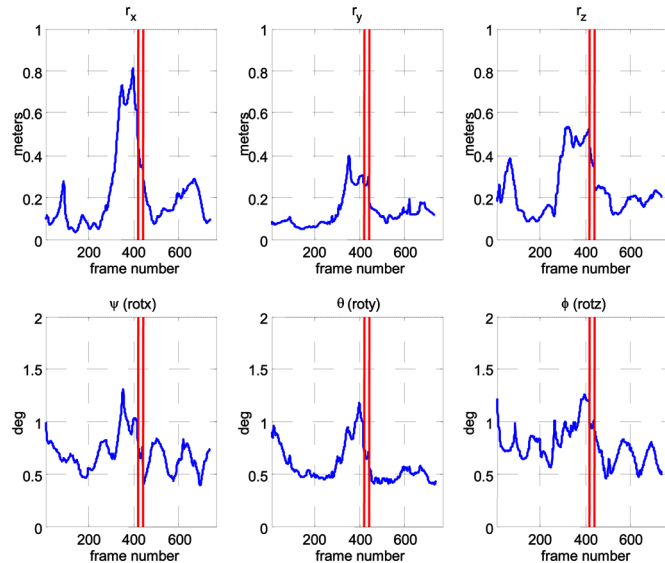 r_x r_y r_z
1 1 1
0.8 0.8 0.8
0.6 0.6 0.6
meters meters meters
0.4 0.4 0.4
0.2 0.2 0.2
0 0 0
200 400 600 200 400 600 200 400 600
frame number frame number frame number
ψ (rotx) θ (roty) ϕ (rotz)
2 2 2
1.5 1.5 1.5
deg deg deg
1 1 1
0.5 0.5 0.5
0 0 0
200 400 600 200 400 600 200 400 600
frame number frame number frame number